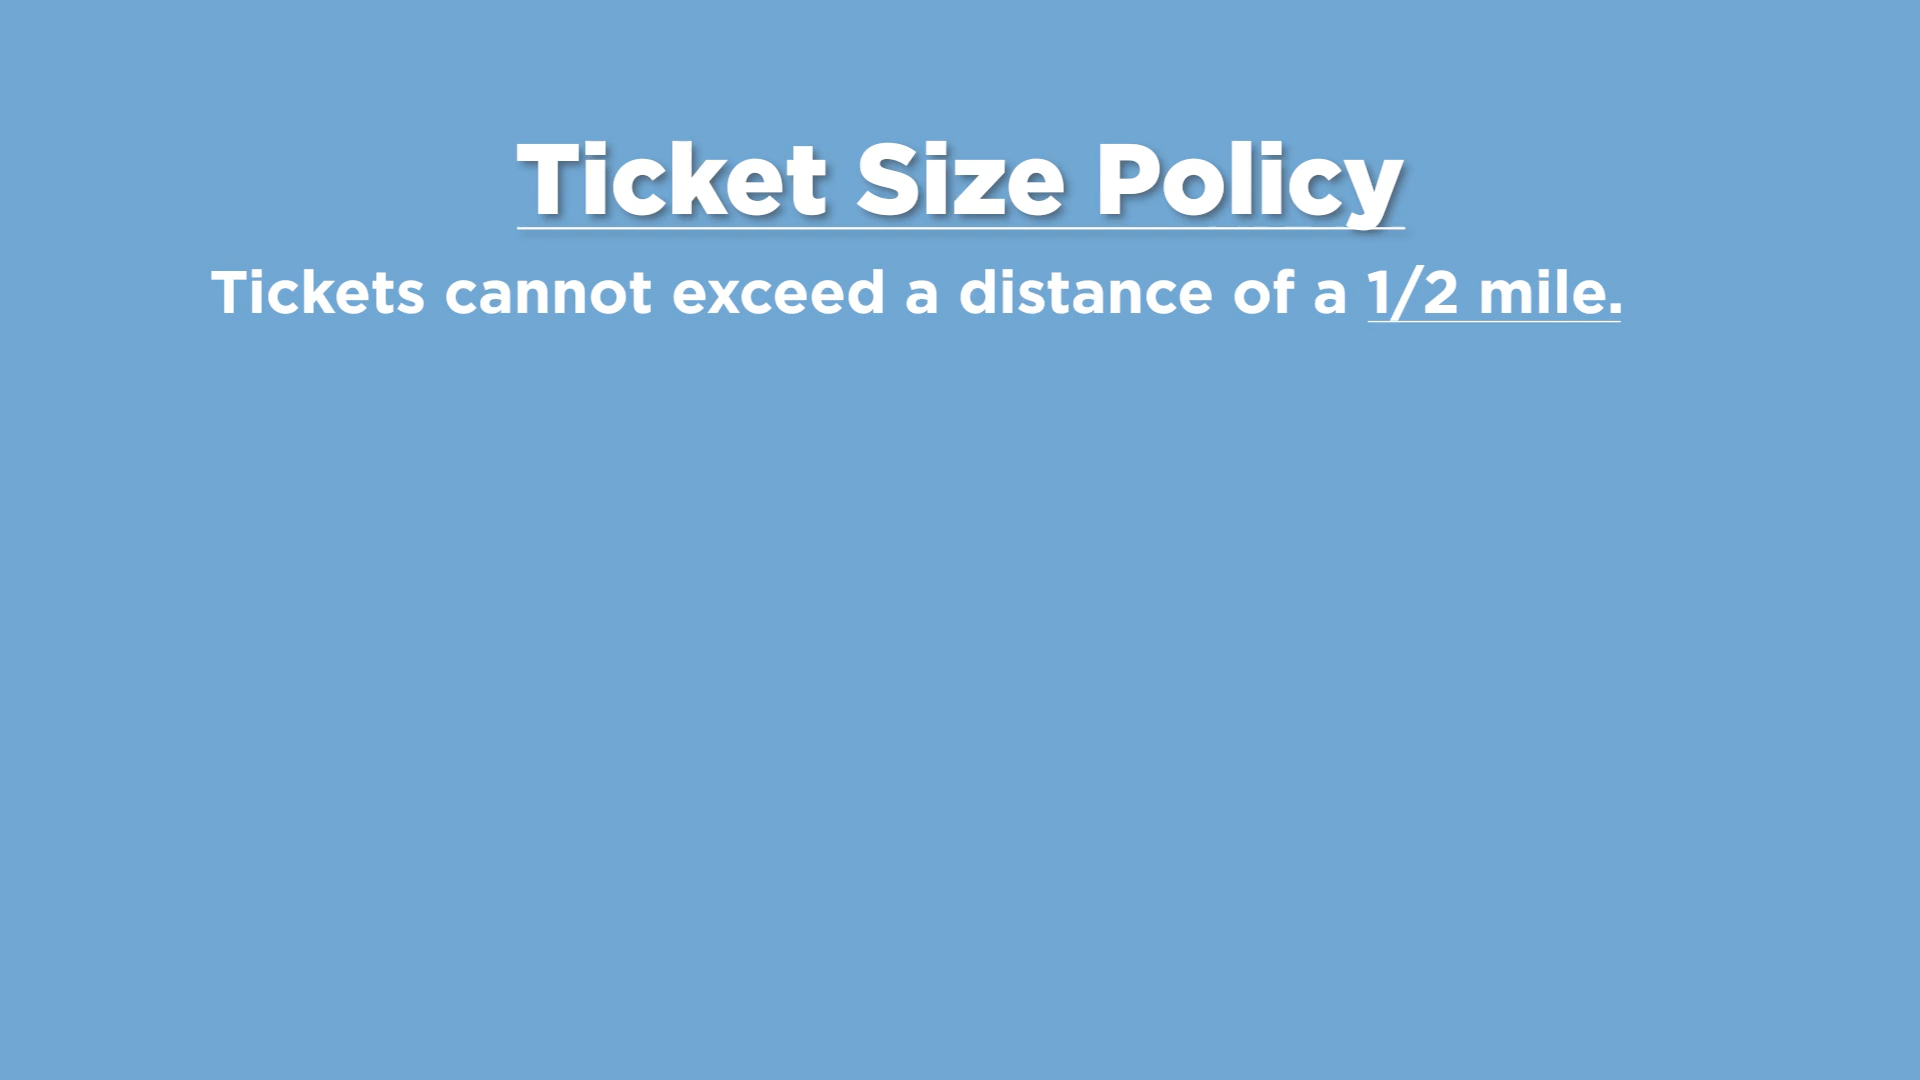 Ticket Size Policy
Tickets cannot exceed a distance of a 1/2 mile.